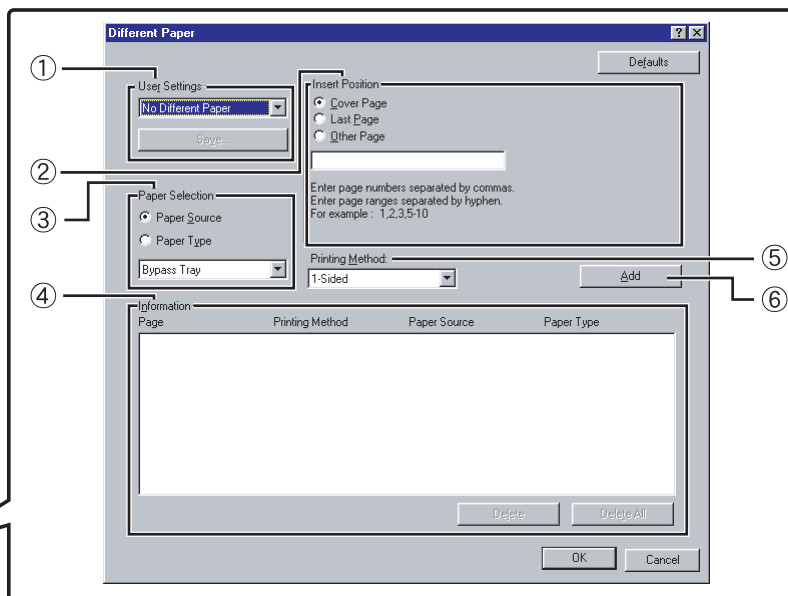 Different Paper
Defaults
① User Settings
No Different Paper
Save...
② Insert Position
Cover Page
Last Page
Other Page
Enter page numbers separated by commas.
Enter page ranges separated by hyphen.
For example : 1,2,3,5-10
③ Paper Selection
Paper Source
Paper Type
Bypass Tray
⑤ Printing Method:
1-Sided
⑥ Add
④ Information
Page Printing Method Paper Source Paper Type
Delete Delete All
OK Cancel